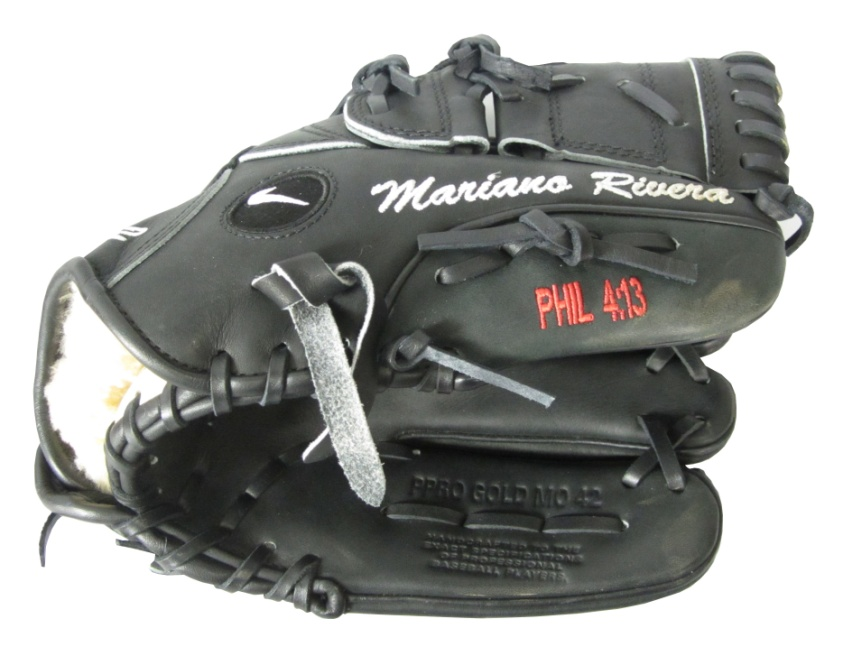 Mariano Rivera
PHIL 4:13
PPRO GOLD MO 42
HANDCRAFTED TO THE
EXACT SPECIFICATIONS
OF PROFESSIONAL
BASEBALL PLAYERS